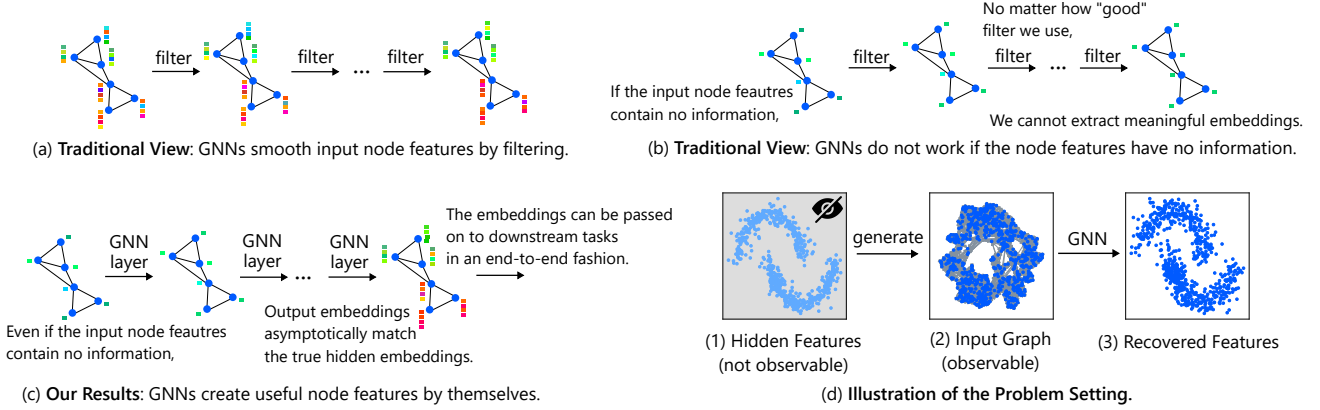 filter
filter
...
filter
(a) Traditional View: GNNs smooth input node features by filtering.
No matter how "good"
filter we use,
filter
filter
...
filter
If the input node feautres
contain no information,
We cannot extract meaningful embeddings.
(b) Traditional View: GNNs do not work if the node features have no information.
GNN
layer
GNN
layer
...
GNN
layer
The embeddings can be passed
on to downstream tasks
in an end-to-end fashion.
Even if the input node feautres
contain no information,
Output embeddings
asymptotically match
the true hidden embeddings.
(c) Our Results: GNNs create useful node features by themselves.
generate
GNN
(1) Hidden Features
(not observable)
(2) Input Graph
(observable)
(3) Recovered Features
(d) Illustration of the Problem Setting.